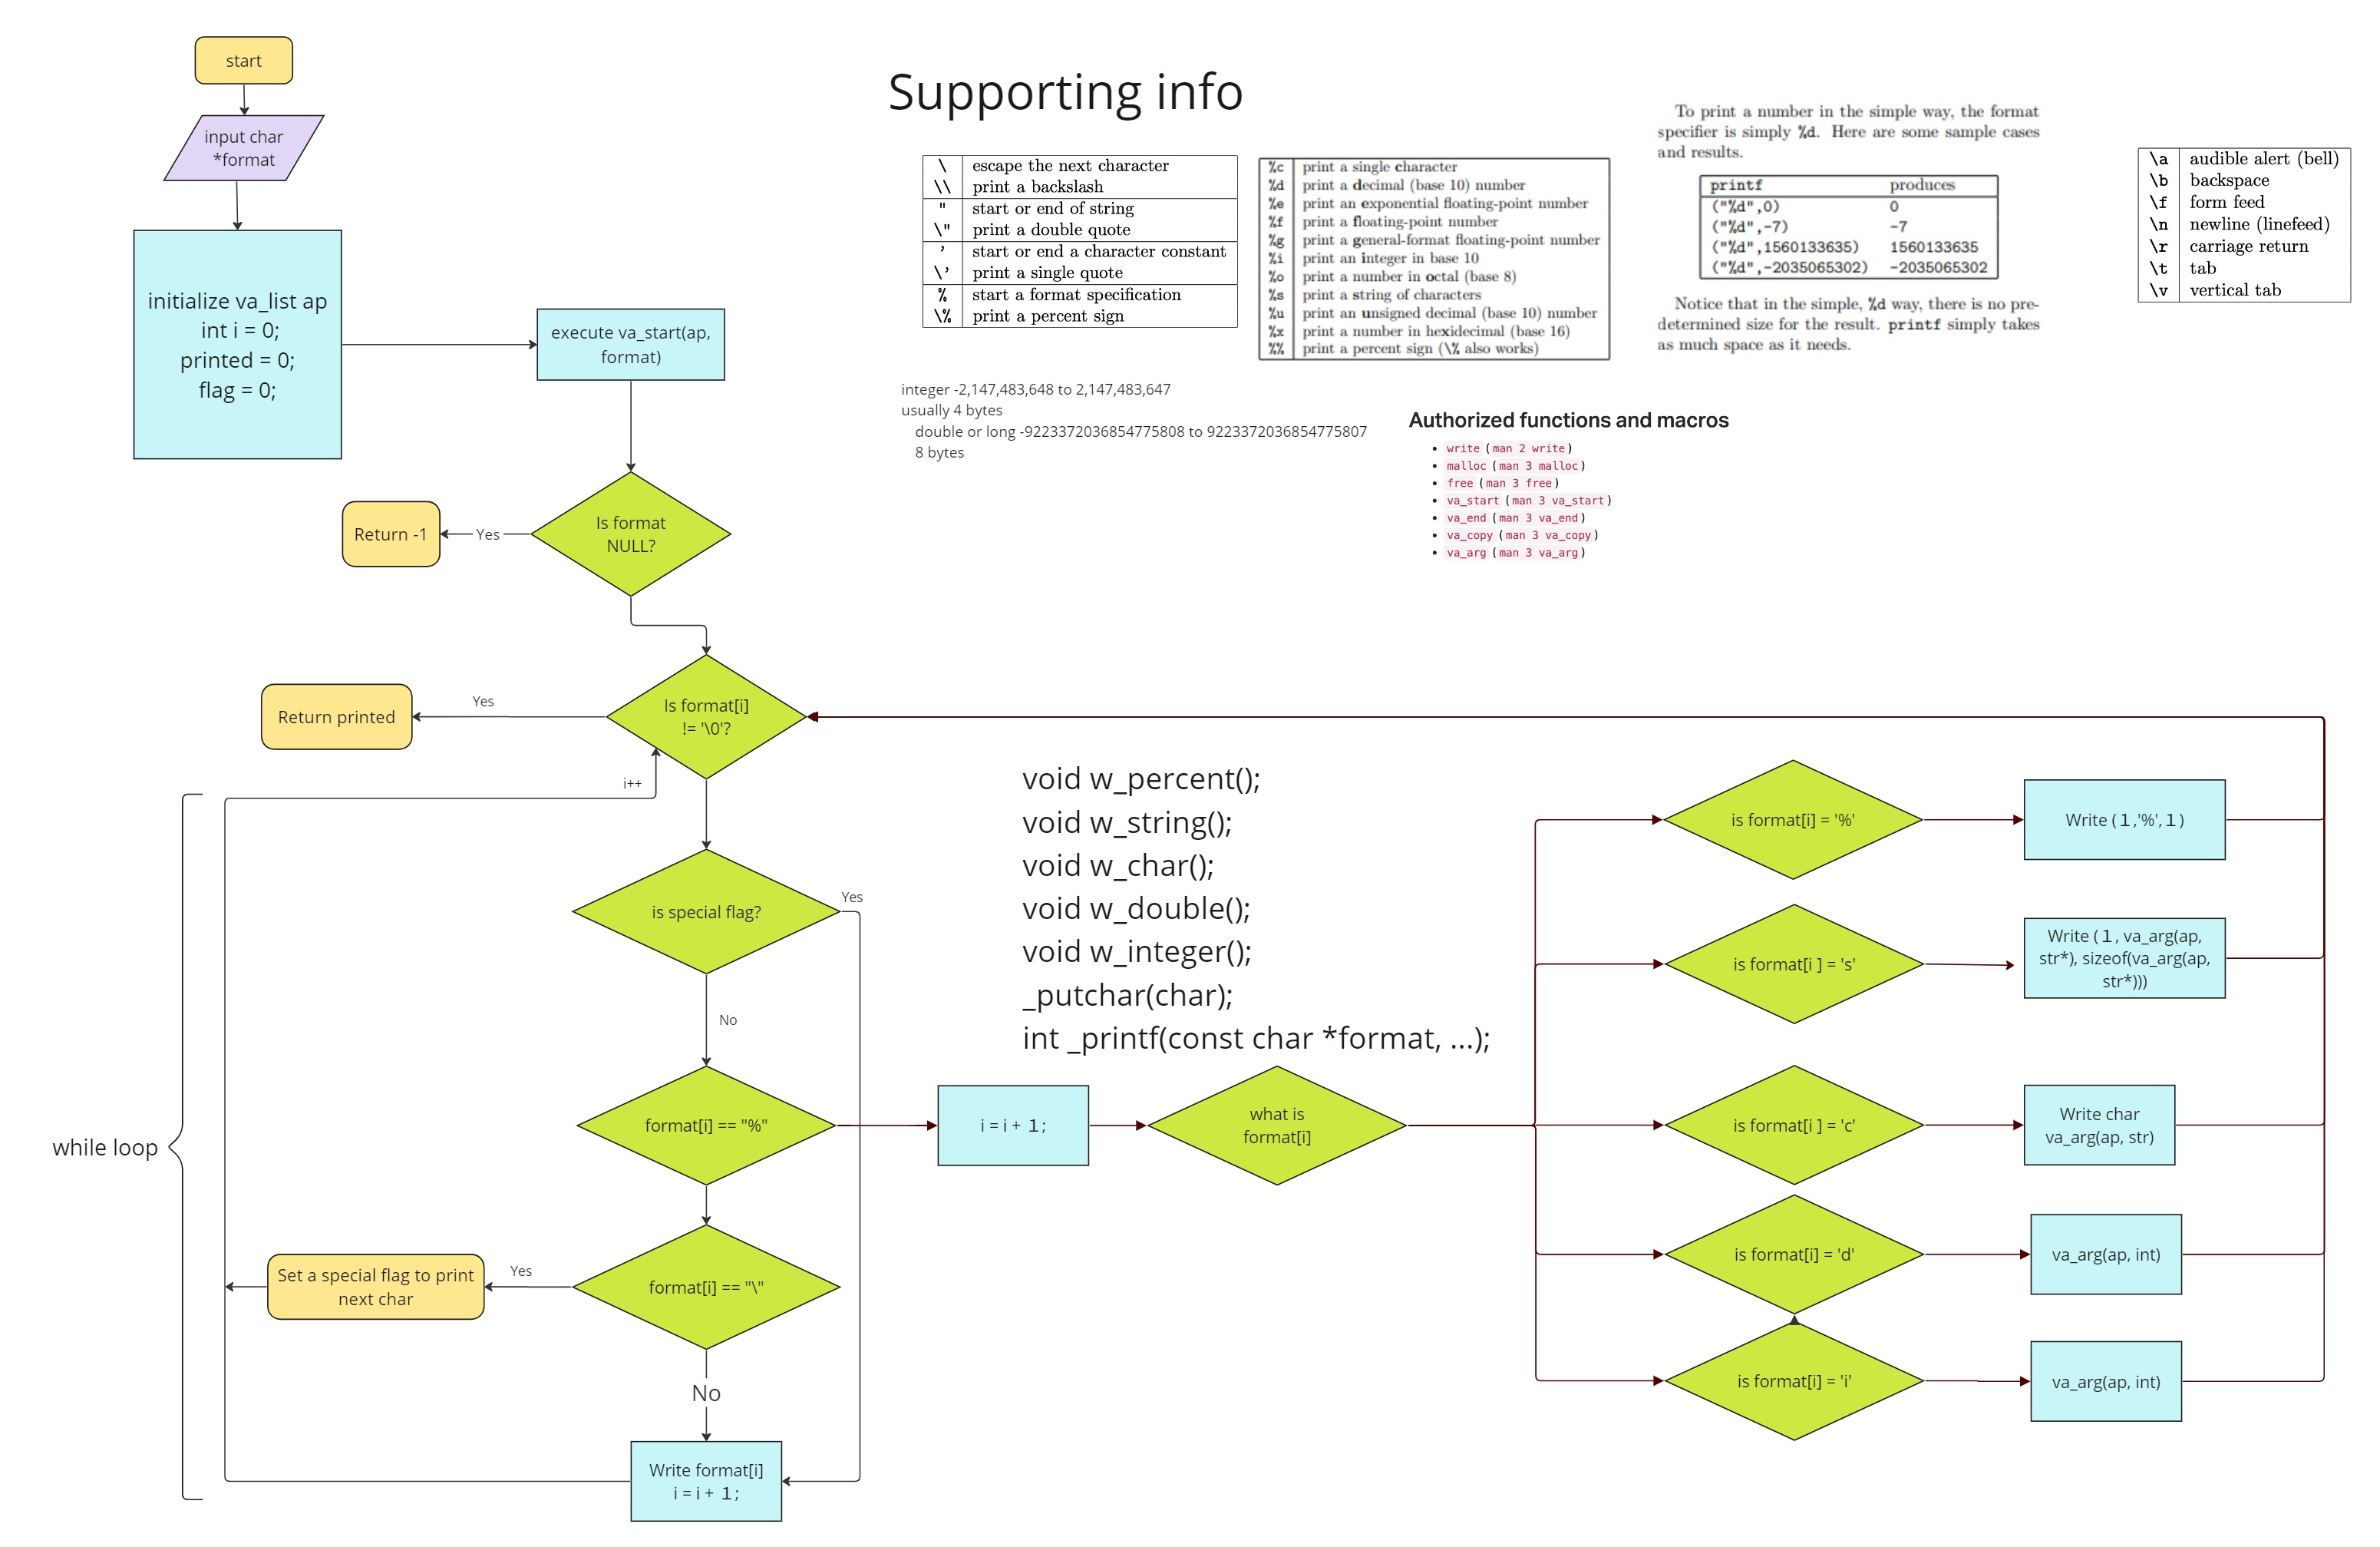 start
input char
*format
initialize va_list ap
int i = 0;
printed = 0;
flag = 0;
execute va_start(ap,
format)
Is format
NULL?
Yes
Return -1
Is format[i]
!= '\0'?
Yes
Return printed
i++
is special flag?
Yes
No
format[i] == "%"
format[i] == "\"
Yes
Set a special flag to print
next char
No
Write format[i]
i = i + 1 ;
while loop
Supporting info
\ escape the next character
\\ print a backslash
" start or end of string
\" print a double quote
' start or end a character constant
\' print a single quote
% start a format specification
\% print a percent sign
%c print a single character
%d print a decimal (base 10) number
%e print an exponential floating-point number
%f print a floating-point number
%g print a general-format floating-point number
%i print an integer in base 10
%o print a number in octal (base 8)
%s print a string of characters
%u print an unsigned decimal (base 10) number
%x print a number in hexidecimal (base 16)
%% print a percent sign (\% also works)
To print a number in the simple way, the format
specifier is simply %d. Here are some sample cases
and results.
printf produces
("%d",0) 0
("%d",-7) -7
("%d",1560133635) 1560133635
("%d",-2035065302) -2035065302
Notice that in the simple, %d way, there is no pre-
determined size for the result. printf simply takes
as much space as it needs.
\a audible alert (bell)
\b backspace
\f form feed
\n newline (linefeed)
\r carriage return
\t tab
\v vertical tab
integer -2,147,483,648 to 2,147,483,647
usually 4 bytes
double or long -9223372036854775808 to 9223372036854775807
8 bytes
Authorized functions and macros
• write (man 2 write)
• malloc (man 3 malloc)
• free (man 3 free)
• va_start (man 3 va_start)
• va_end (man 3 va_end)
• va_copy (man 3 va_copy)
• va_arg (man 3 va_arg)
void w_percent();
void w_string();
void w_char();
void w_double();
void w_integer();
_putchar(char);
int _printf(const char *format, ...);
i = i + 1 ;
what is
format[i]
is format[i] = '%'
Write ( 1 ,'%', 1 )
is format[i ] = 's'
Write ( 1 , va_arg(ap,
str*), sizeof(va_arg(ap,
str*)))
is format[i ] = 'c'
Write char
va_arg(ap, str)
is format[i] = 'd'
va_arg(ap, int)
is format[i] = 'i'
va_arg(ap, int)